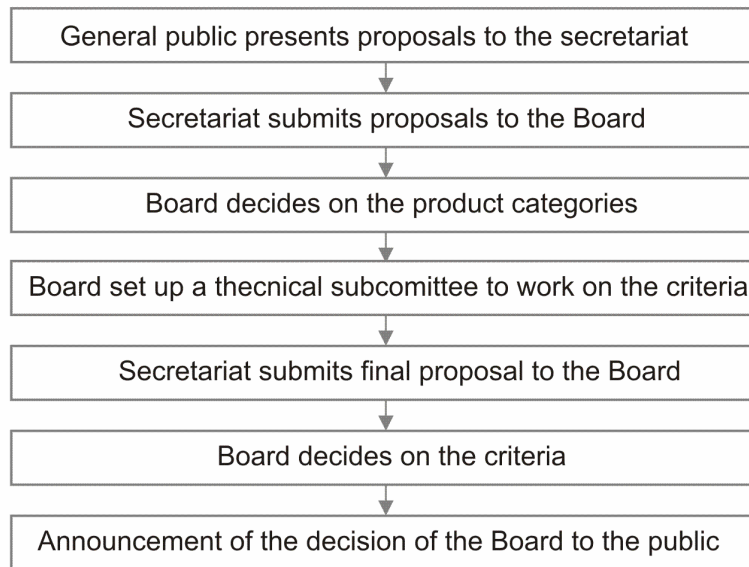 General public presents proposals to the secretariat
Secretariat submits proposals to the Board
Board decides on the product categories
Board set up a thecnical subcomittee to work on the criteria
Secretariat submits final proposal to the Board
Board decides on the criteria
Announcement of the decision of the Board to the public